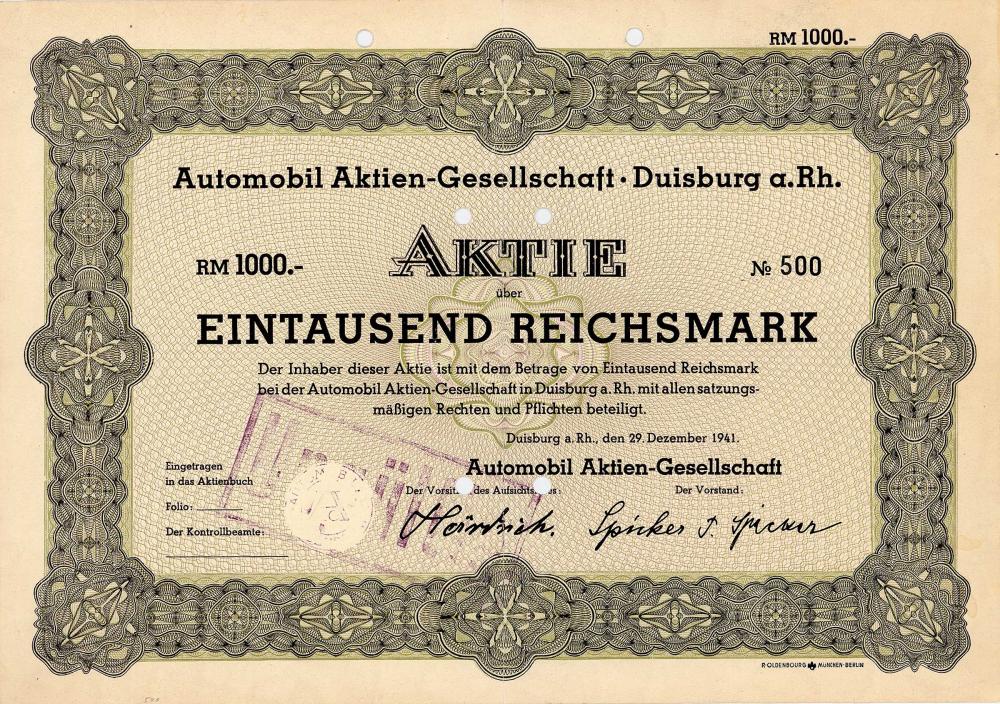 RM 1000.-
Automobil Aktien-Gesellschaft · Duisburg a.Rh.
AKTIE
RM 1000.- № 500
über
EINTAUSEND REICHSMARK
Der Inhaber dieser Aktie ist mit dem Betrage von Eintausend Reichsmark
bei der Automobil Aktien-Gesellschaft in Duisburg a. Rh. mit allen satzungs-
mäßigen Rechten und Pflichten beteiligt.
Duisburg a. Rh., den 29. Dezember 1941.
Automobil Aktien-Gesellschaft
Eingetragen
in das Aktienbuch
Der des Aufsichts : Der Vorstand:
Folio:
Der Kontrollbeamte:
R·OLDENBOURG MÜNCHEN·BERLIN